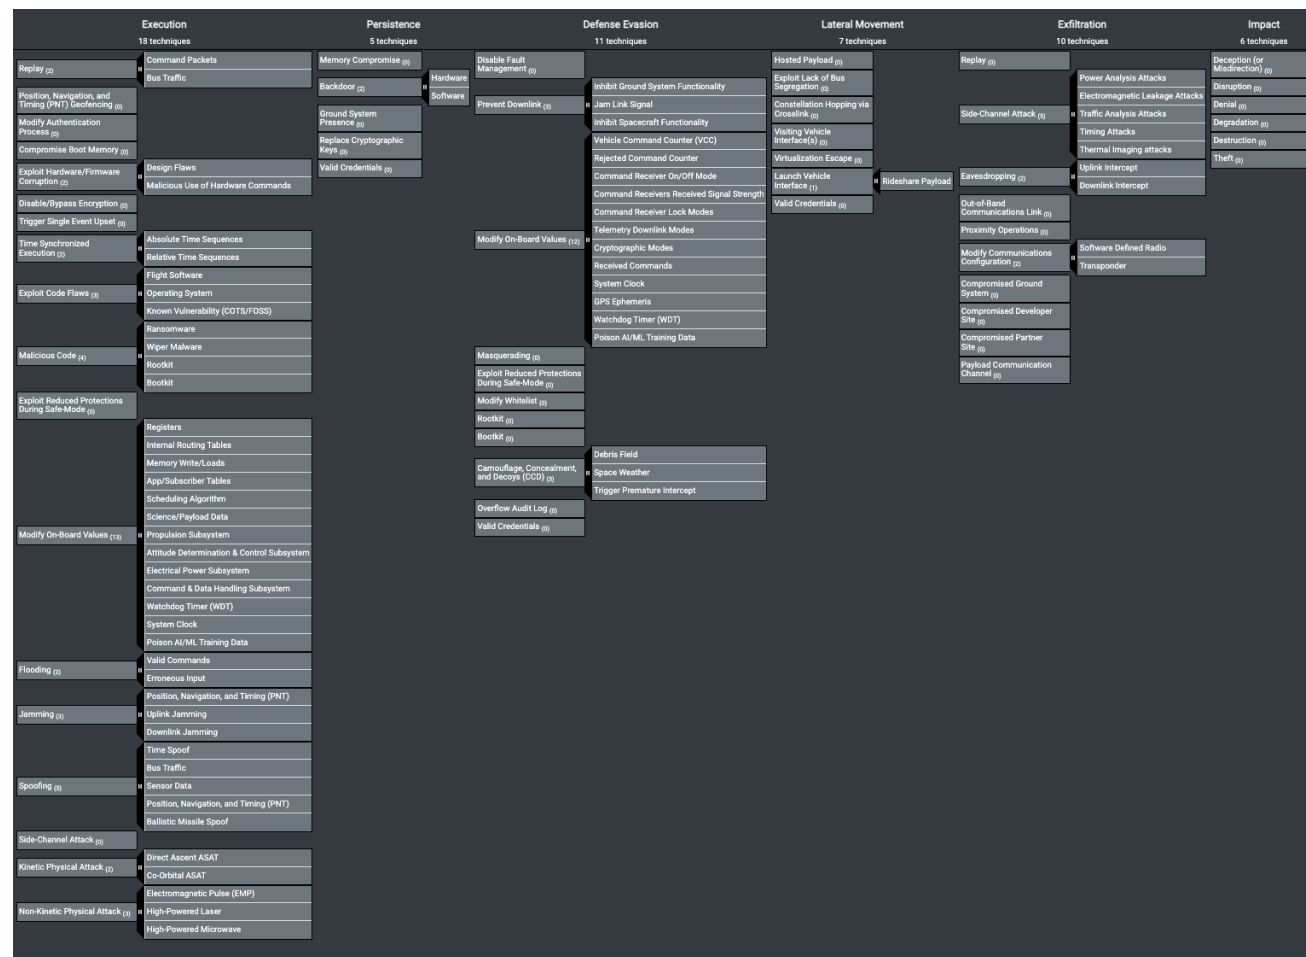 Execution
18 techniques
Replay (2)
Command Packets
Bus Traffic
Position, Navigation, and
Timing (PNT) Geofencing (0)
Modify Authentication
Process (0)
Compromise Boot Memory (0)
Exploit Hardware/Firmware
Corruption (2)
Design Flaws
Malicious Use of Hardware Commands
Disable/Bypass Encryption (0)
Trigger Single Event Upset (0)
Time Synchronized
Execution (2)
Absolute Time Sequences
Relative Time Sequences
Exploit Code Flaws (3)
Flight Software
Operating System
Known Vulnerability (COTS/FOSS)
Malicious Code (4)
Ransomware
Wiper Malware
Rootkit
Bootkit
Exploit Reduced Protections
During Safe-Mode (0)
Modify On-Board Values (13)
Registers
Internal Routing Tables
Memory Write/Loads
App/Subscriber Tables
Scheduling Algorithm
Science/Payload Data
Propulsion Subsystem
Attitude Determination & Control Subsystem
Electrical Power Subsystem
Command & Data Handling Subsystem
Watchdog Timer (WDT)
System Clock
Poison AI/ML Training Data
Flooding (2)
Valid Commands
Erroneous Input
Jamming (3)
Position, Navigation, and Timing (PNT)
Uplink Jamming
Downlink Jamming
Spoofing (5)
Time Spoof
Bus Traffic
Sensor Data
Position, Navigation, and Timing (PNT)
Ballistic Missile Spoof
Side-Channel Attack (0)
Kinetic Physical Attack (2)
Direct Ascent ASAT
Co-Orbital ASAT
Non-Kinetic Physical Attack (3)
Electromagnetic Pulse (EMP)
High-Powered Laser
High-Powered Microwave
Persistence
5 techniques
Memory Compromise (0)
Backdoor (2)
Hardware
Software
Ground System
Presence (0)
Replace Cryptographic
Keys (0)
Valid Credentials (0)
Defense Evasion
11 techniques
Disable Fault
Management (0)
Prevent Downlink (3)
Inhibit Ground System Functionality
Jam Link Signal
Inhibit Spacecraft Functionality
Modify On-Board Values (12)
Vehicle Command Counter (VCC)
Rejected Command Counter
Command Receiver On/Off Mode
Command Receivers Received Signal Strength
Command Receiver Lock Modes
Telemetry Downlink Modes
Cryptographic Modes
Received Commands
System Clock
GPS Ephemeris
Watchdog Timer (WDT)
Poison AI/ML Training Data
Masquerading (0)
Exploit Reduced Protections
During Safe-Mode (0)
Modify Whitelist (0)
Rootkit (0)
Bootkit (0)
Camouflage, Concealment,
and Decoys (CCD) (3)
Debris Field
Space Weather
Trigger Premature Intercept
Overflow Audit Log (0)
Valid Credentials (0)
Lateral Movement
7 techniques
Hosted Payload (0)
Exploit Lack of Bus
Segregation (0)
Constellation Hopping via
Crosslink (0)
Visiting Vehicle
Interface(s) (0)
Virtualization Escape (0)
Launch Vehicle
Interface (1)
Rideshare Payload
Valid Credentials (0)
Exfiltration
10 techniques
Replay (0)
Side-Channel Attack (5)
Power Analysis Attacks
Electromagnetic Leakage Attacks
Traffic Analysis Attacks
Timing Attacks
Thermal Imaging attacks
Eavesdropping (2)
Uplink Intercept
Downlink Intercept
Out-of-Band
Communications Link (0)
Proximity Operations (0)
Modify Communications
Configuration (2)
Software Defined Radio
Transponder
Compromised Ground
System (0)
Compromised Developer
Site (0)
Compromised Partner
Site (0)
Payload Communication
Channel (0)
Impact
6 techniques
Deception (or
Misdirection) (0)
Disruption (0)
Denial (0)
Degradation (0)
Destruction (0)
Theft (0)